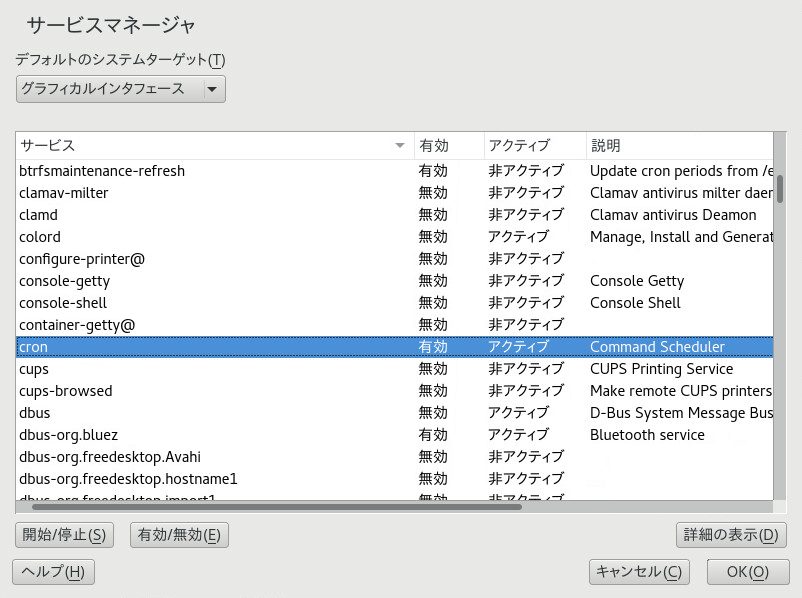 サービスマネージャ
デフォルトのシステムターゲット(T)
グラフィカルインタフェース
サービス 有効 アクティブ 説明
btrfsmaintenance-refresh 有効 非アクティブ Update cron periods from /e
clamav-milter 無効 非アクティブ Clamav antivirus milter daer
clamd 無効 非アクティブ Clamav antivirus Deamon
colord 無効 アクティブ Manage, Install and Generat
configure-printer@ 無効 非アクティブ
console-getty 無効 非アクティブ Console Getty
console-shell 無効 非アクティブ Console Shell
container-getty@ 無効 非アクティブ
cron 有効 アクティブ Command Scheduler
cups 無効 非アクティブ CUPS Printing Service
cups-browsed 無効 非アクティブ Make remote CUPS printers
dbus 無効 アクティブ D-Bus System Message Bus
dbus-org.bluez 有効 アクティブ Bluetooth service
dbus-org.freedesktop.Avahi 無効 非アクティブ
dbus-org.freedesktop.hostname1 無効 非アクティブ
dbus-org.freedesktop.import1 無効 非アクティブ
開始/停止(S) 有効/無効(E) 詳細の表示(D)
ヘルプ(H) キャンセル(C) OK(O)